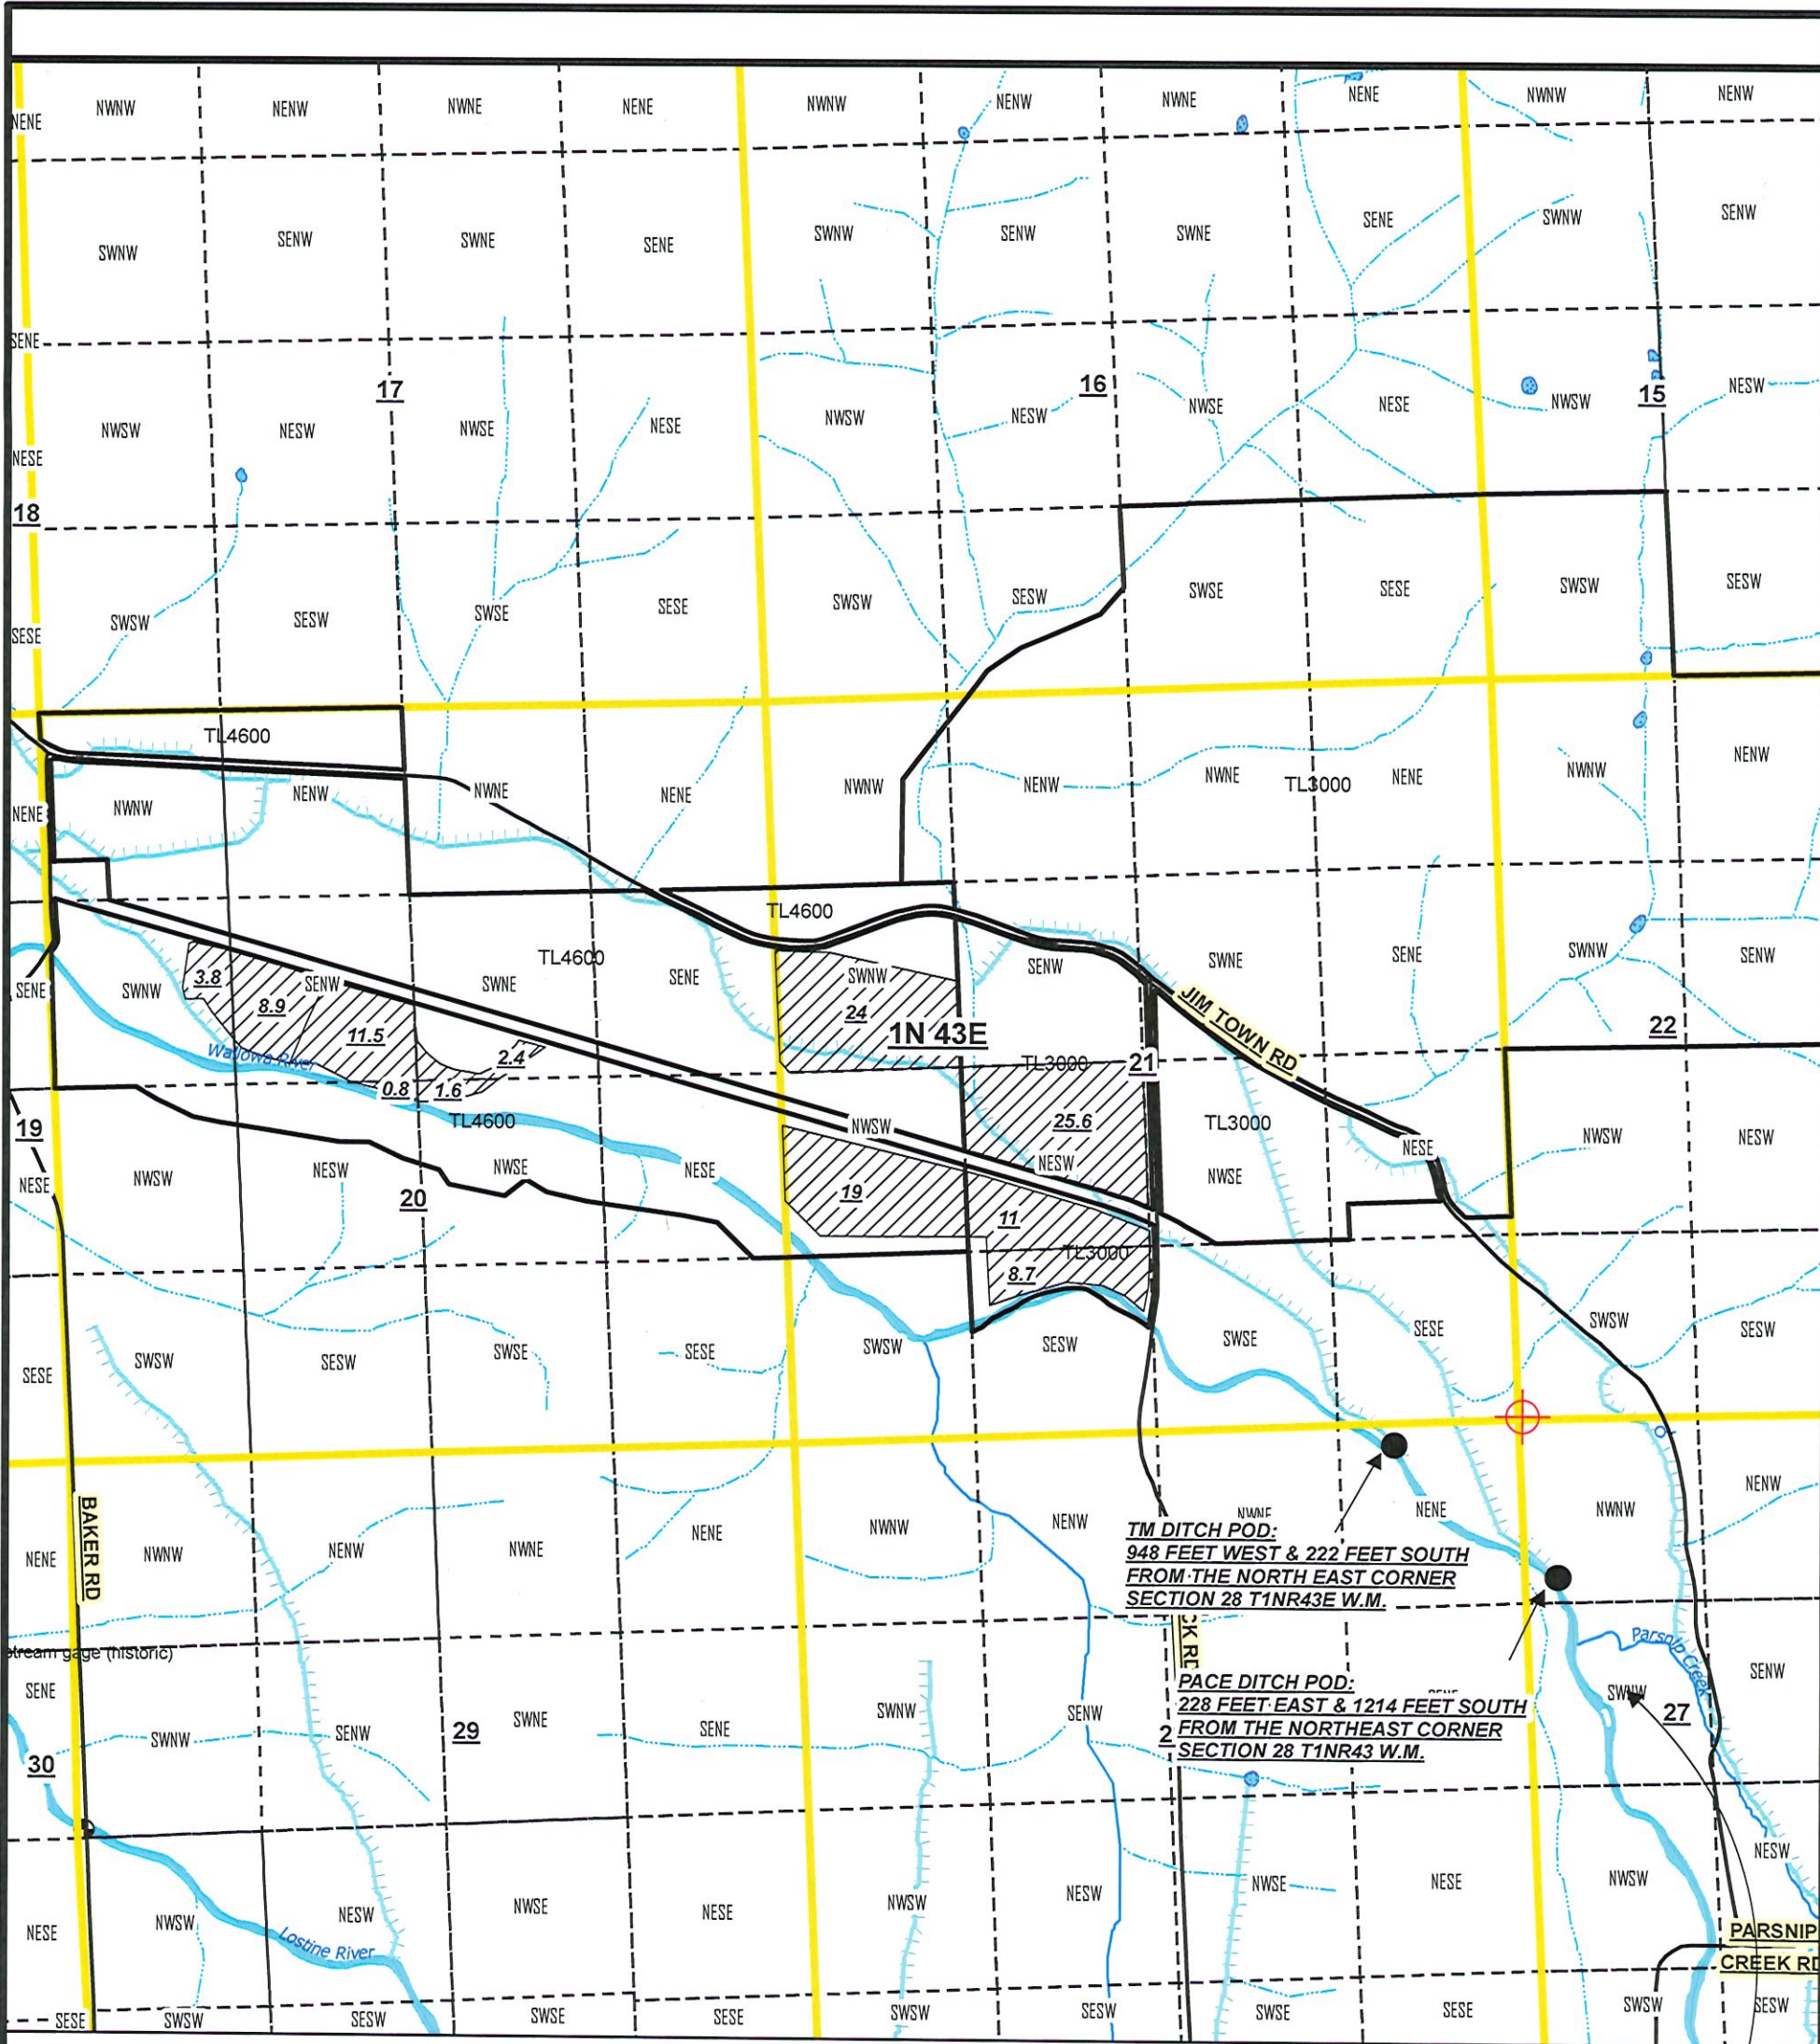 NENE NWNW NENW NWNE NENE NWNW NENW NWNE NENE NWNW NENW
SWNW SENW SWNE SENE SWNW SENW SWNE SENE SWNW SENW
SENE
17 16 15
NESE NWSW NESW NWSE NESE NWSW NESW NWSE NESE NWSW NESW
18
SESE SWSW SESW SWSE SESE SWSW SESW SWSE SESE SWSW SESW
TL4600
NENE NWNW NENW NWNE NENE NWNW NENW NWNE TL3000 NENE NWNW NENW
TL4600
TL4600
SENE SWNW 3.8 SENW SWNE SENE SWNW SENW SWNE SENE SWNW SENW
8.9 11.5 24
1N 43E
JIM TOWN RD
22
Wallowa River
2.4
TL3000
21
0.8 1.6
TL4600
25.6
TL3000
19
NWSW
NESE NWSW NESW NWSE NESE NESW NWSE NESE NWSW NESW
20
19 11
TL3000
8.7
SESE SWSW SESW SWSE SESE SWSW SESW SWSE SESE SWSW SESW
BAKER RD
NENE NWNW NENW NWNE NENE NWNW NENW NWNE NENE NWNW NENW
TM DITCH POD:
948 FEET WEST & 222 FEET SOUTH
FROM THE NORTH EAST CORNER
SECTION 28 T1NR43E W.M.
CK RD
Parsnip Creek
stream gage (historic)
SENE SWNW SENW SWNE SENE SWNW SENW SWNW SENW
PACE DITCH POD:
228 FEET EAST & 1214 FEET SOUTH
FROM THE NORTHEAST CORNER
SECTION 28 T1NR43 W.M.
30 29 2 27
NESE NWSW NESW NWSE NESE NWSW NESW NWSE NESE NWSW NESW
Lostine River
PARSNIP
CREEK RD
SESE SWSW SESW SWSE SESE SWSW SESW SWSE SESE SWSW SESW